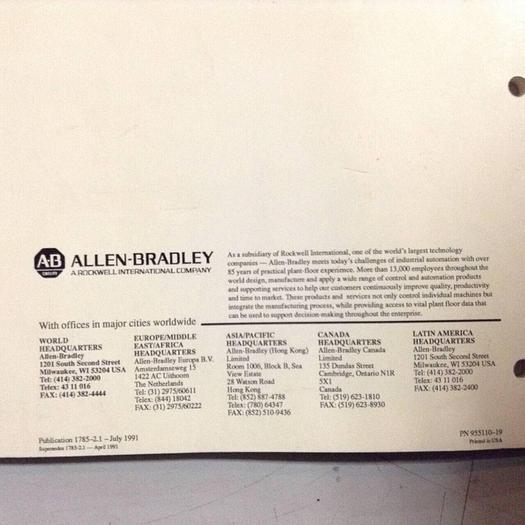 A·B ALLEN-BRADLEY
A ROCKWELL INTERNATIONAL COMPANY
As a subsidiary of Rockwell International, one of the world's largest technology
companies — Allen-Bradley meets today's challenges of industrial automation with over
85 years of practical plant-floor experience. More than 13,000 employees throughout the
world design, manufacture and apply a wide range of control and automation products
and supporting services to help our customers continuously improve quality, productivity
and time to market. These products and services not only control individual machines but
integrate the manufacturing process, while providing access to vital plant floor data that
can be used to support decision-making throughout the enterprise.
With offices in major cities worldwide
WORLD
HEADQUARTERS
Allen-Bradley
1201 South Second Street
Milwaukee, WI 53204 USA
Tel: (414) 382-2000
Telex: 43 11 016
FAX: (414) 382-4444
EUROPE/MIDDLE
EAST/AFRICA
HEADQUARTERS
Allen-Bradley Europa B.V.
Amsterdamseweg 15
1422 AC Uithoorn
The Netherlands
Tel: (31) 2975/60611
Telex: (844) 18042
FAX: (31) 2975/60222
ASIA/PACIFIC
HEADQUARTERS
Allen-Bradley (Hong Kong)
Limited
Room 1006, Block B, Sea
View Estate
28 Watson Road
Hong Kong
Tel: (852) 887-4788
Telex: (780) 64347
FAX: (852) 510-9436
CANADA
HEADQUARTERS
Allen-Bradley Canada
Limited
135 Dundas Street
Cambridge, Ontario N1R
5X1
Canada
Tel: (519) 623-1810
FAX: (519) 623-8930
LATIN AMERICA
HEADQUARTERS
Allen-Bradley
1201 South Second Street
Milwaukee, WI 53204 USA
Tel: (414) 382-2000
Telex: 43 11 016
FAX: (414) 382-2400
Publication 1785-2.1 – July 1991
Supersedes 1785-2.1 — April 1991
PN 955110-19
Printed in USA